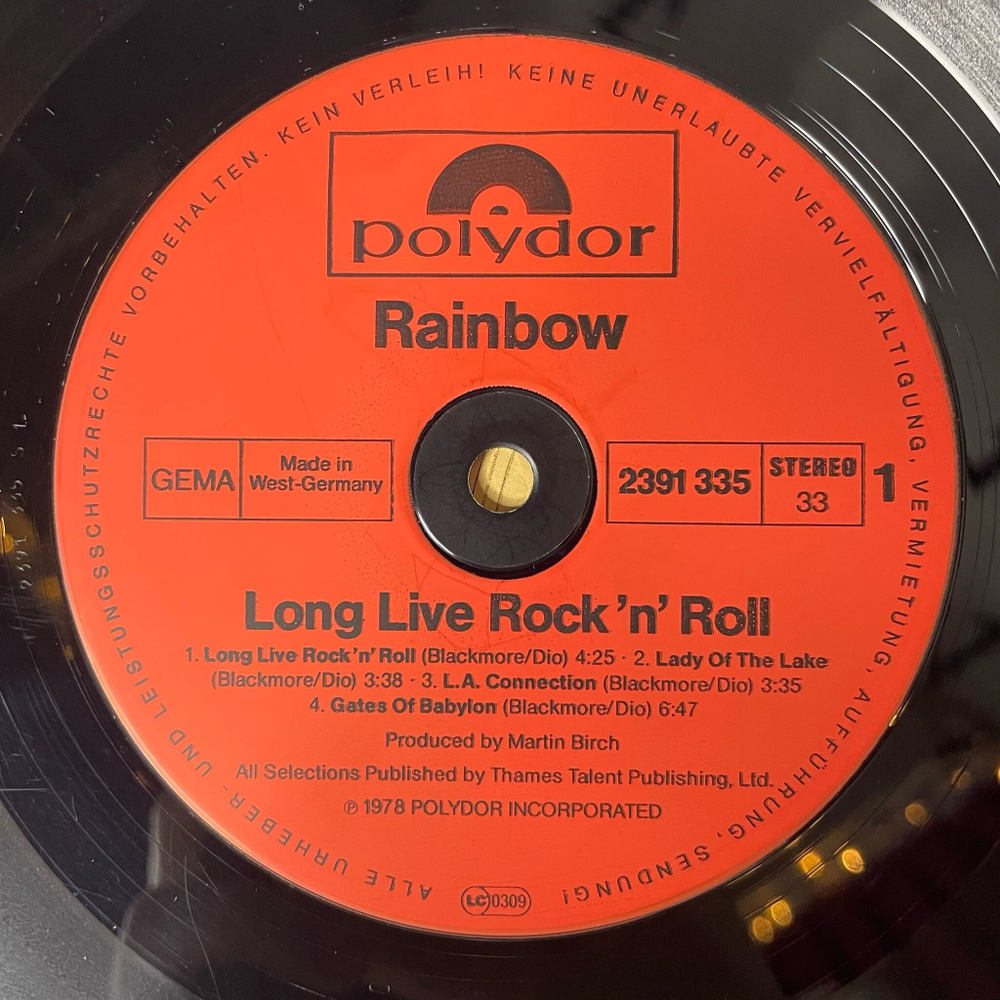 ALLE URHEBER- UND LEISTUNGSSCHUTZRECHTE VORBEHALTEN. KEIN VERLEIH! KEINE UNERLAUBTE VERVIELFÄLTIGUNG, VERMIETUNG, AUFFÜHRUNG, SENDUNG!
polydor
Rainbow
GEMA
Made in
West-Germany
2391 335
STEREO
33
1
Long Live Rock 'n' Roll
1. Long Live Rock 'n' Roll (Blackmore/Dio) 4:25 · 2. Lady Of The Lake
(Blackmore/Dio) 3:38 · 3. L.A. Connection (Blackmore/Dio) 3:35
4. Gates Of Babylon (Blackmore/Dio) 6:47
Produced by Martin Birch
All Selections Published by Thames Talent Publishing, Ltd.
℗ 1978 POLYDOR INCORPORATED
LC 0309